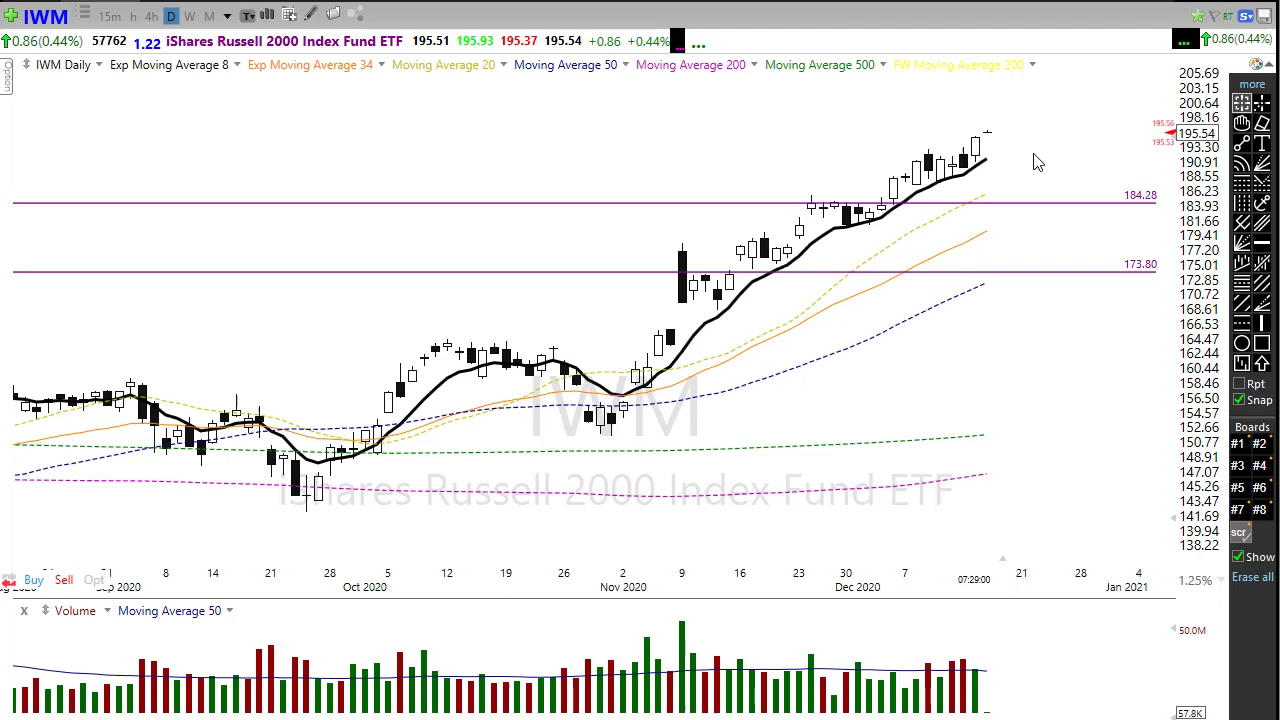 IWM 15m h 4h D W M T RT S
0.86(0.44%) 57762 1.22 iShares Russell 2000 Index Fund ETF 195.51 195.93 195.37 195.54 +0.86 +0.44% ... ... 0.86(0.44%)
Option
IWM Daily Exp Moving Average 8 Exp Moving Average 34 Moving Average 20 Moving Average 50 Moving Average 200 Moving Average 500 FW Moving Average 200
205.69
203.15
200.64
198.16
195.56
195.54
195.53
193.30
190.91
188.55
186.23
183.93
181.66
179.41
177.20
175.01
172.85
170.72
168.61
166.53
164.47
162.44
160.44
158.46
156.50
154.57
152.66
150.77
148.91
147.07
145.26
143.47
141.69
139.94
138.22
184.28
173.80
IWM
iShares Russell 2000 Index Fund ETF
more
Rpt
Snap
Boards
#1 #2
#3 #4
#5 #6
#7 #8
scr
Show
Erase all
Buy Sell Opt
8 14 21 28 5 12 19 26 2 9 16 23 30 7 07:29:00 21 28 4
Sep 2020 Oct 2020 Nov 2020 Dec 2020 Jan 2021
1.25%
x Volume Moving Average 50
50.0M
57.8K